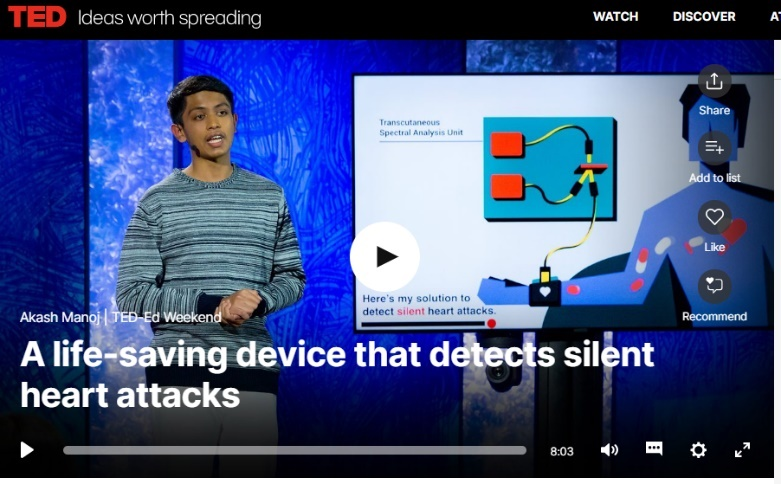 TED Ideas worth spreading
WATCH DISCOVER
Share
Transcutaneous
Spectral Analysis Unit
Add to list
Like
Here's my solution to
detect silent heart attacks.
Recommend
Akash Manoj | TED-Ed Weekend
A life-saving device that detects silent
heart attacks
8:03